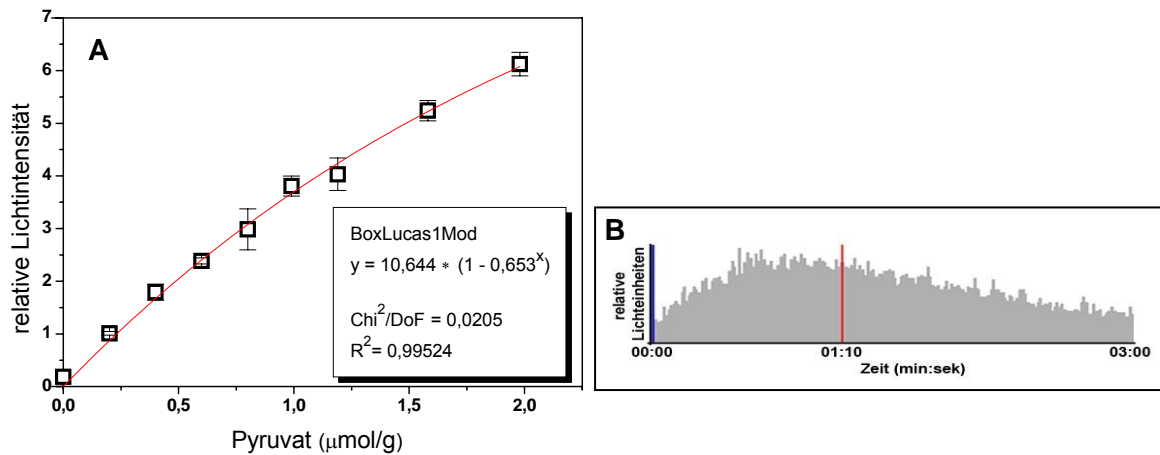 A
7
6
5
4
3
2
1
0
relative Lichtintensität
0,0 0,5 1,0 1,5 2,0
Pyruvat (μmol/g)
BoxLucas1Mod
y = 10,644 * (1 - 0,653^x)
Chi^2/DoF = 0,0205
R^2= 0,99524
B
relative
Lichteinheiten
00:00 01:10 03:00
Zeit (min:sek)